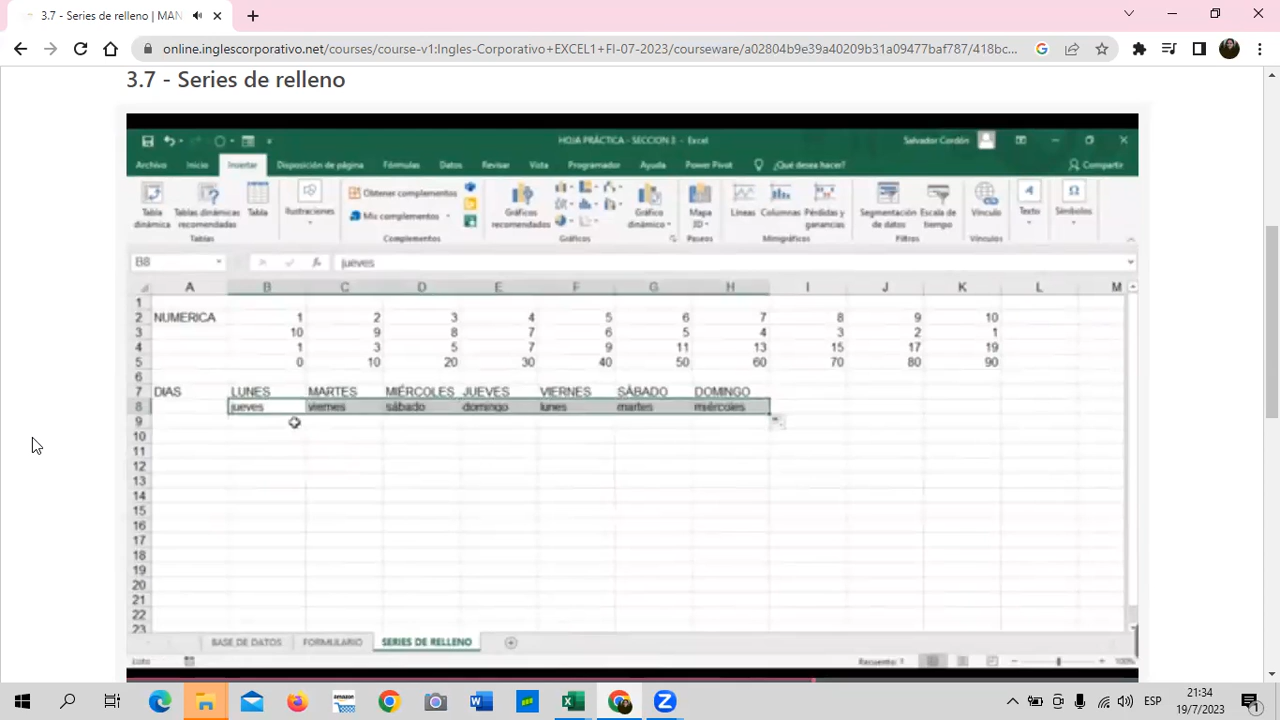 3.7 - Series de relleno | MAN
online.inglescorporativo.net/courses/course-v1:Ingles-Corporativo+EXCEL1+FI-07-2023/courseware/a02804b9e39a40209b31a09477baf787/418bc...
3.7 - Series de relleno
HOJA PRÁCTICA - SECCION 3 - Excel
Salvador Cordón
Archivo Inicio Insertar Disposición de página Fórmulas Datos Revisar Vista Programador Ayuda Power Pivot ¿Qué desea hacer? Compartir
Tabla dinámica Tablas dinámicas recomendadas Tabla Ilustraciones Obtener complementos Mis complementos Gráficos recomendados Gráfico dinámico Mapa 3D Líneas Columnas Pérdidas y ganancias Segmentación de datos Escala de tiempo Vínculo Texto Símbolos
Tablas Complementos Gráficos Paseos Minigráficos Filtros Vínculos
B8 fx jueves
A B C D E F G H I J K L M
1
2 NUMERICA 1 2 3 4 5 6 7 8 9 10
3 10 9 8 7 6 5 4 3 2 1
4 1 3 5 7 9 11 13 15 17 19
5 0 10 20 30 40 50 60 70 80 90
6
7 DIAS LUNES MARTES MIÉRCOLES JUEVES VIERNES SÁBADO DOMINGO
8 jueves viernes sábado domingo lunes martes miércoles
9
10
11
12
13
14
15
16
17
18
19
20
21
22
23
BASE DE DATOS FORMULARIO SERIES DE RELLENO
Listo Recuento: 7 100%
amazon
ESP
21:34
19/7/2023
1